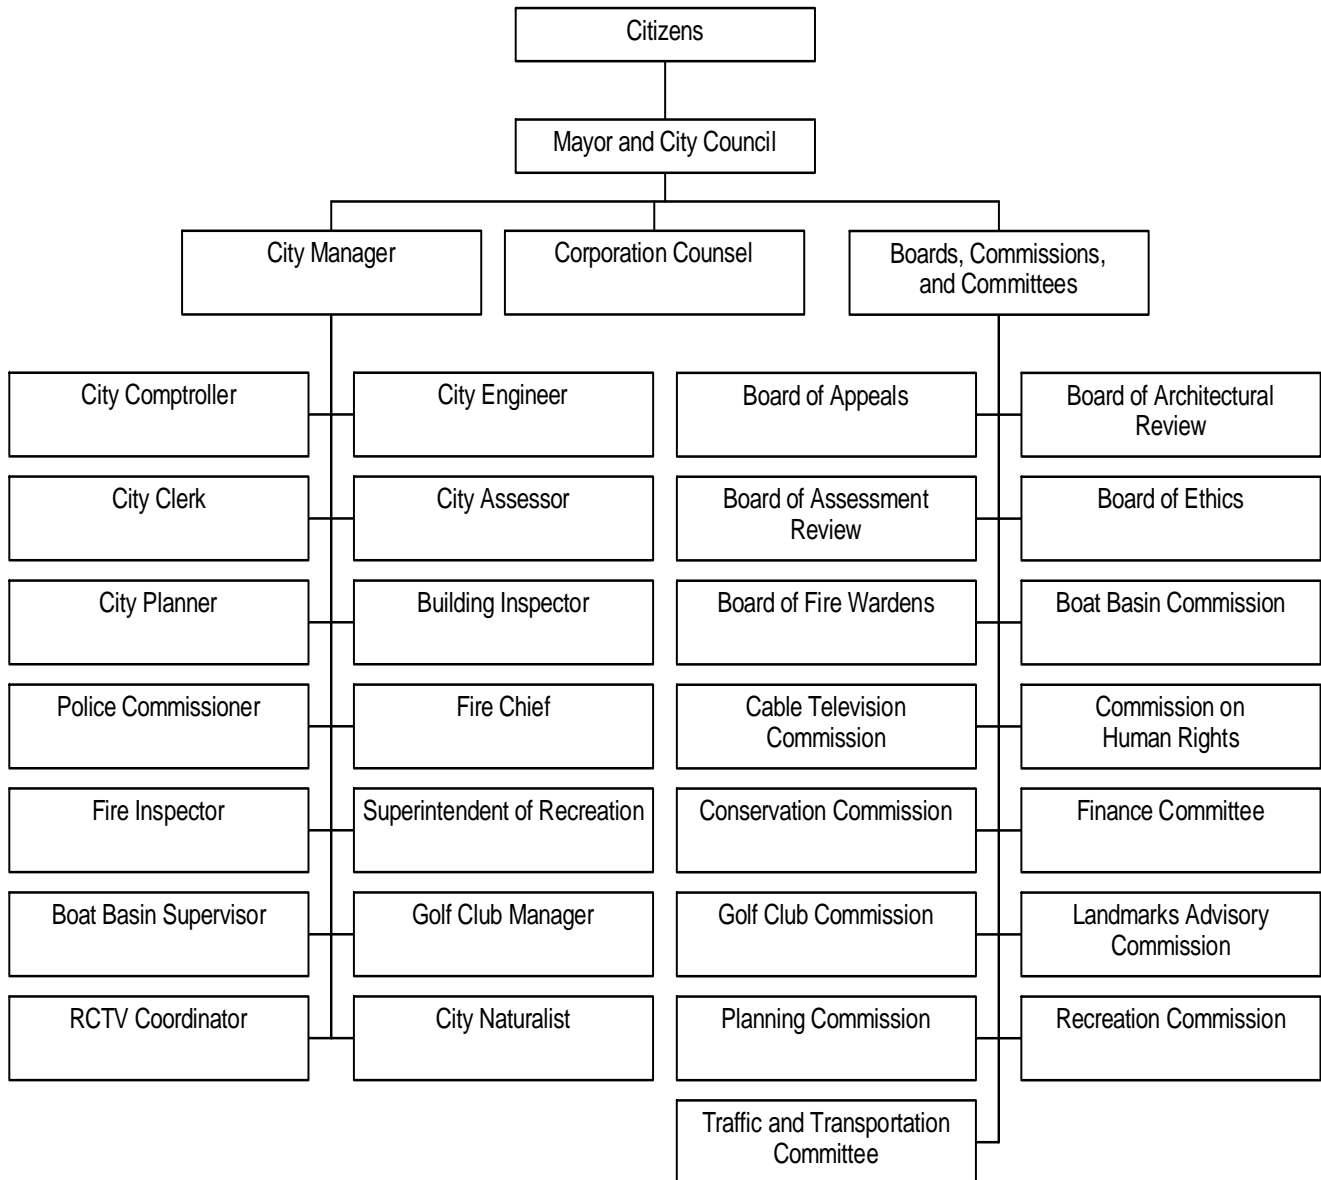 Citizens
Mayor and City Council
City Manager
Corporation Counsel
Boards, Commissions,
and Committees
City Comptroller
City Engineer
Board of Appeals
Board of Architectural
Review
City Clerk
City Assessor
Board of Assessment
Review
Board of Ethics
City Planner
Building Inspector
Board of Fire Wardens
Boat Basin Commission
Police Commissioner
Fire Chief
Cable Television
Commission
Commission on
Human Rights
Fire Inspector
Superintendent of Recreation
Conservation Commission
Finance Committee
Boat Basin Supervisor
Golf Club Manager
Golf Club Commission
Landmarks Advisory
Commission
RCTV Coordinator
City Naturalist
Planning Commission
Recreation Commission
Traffic and Transportation
Committee